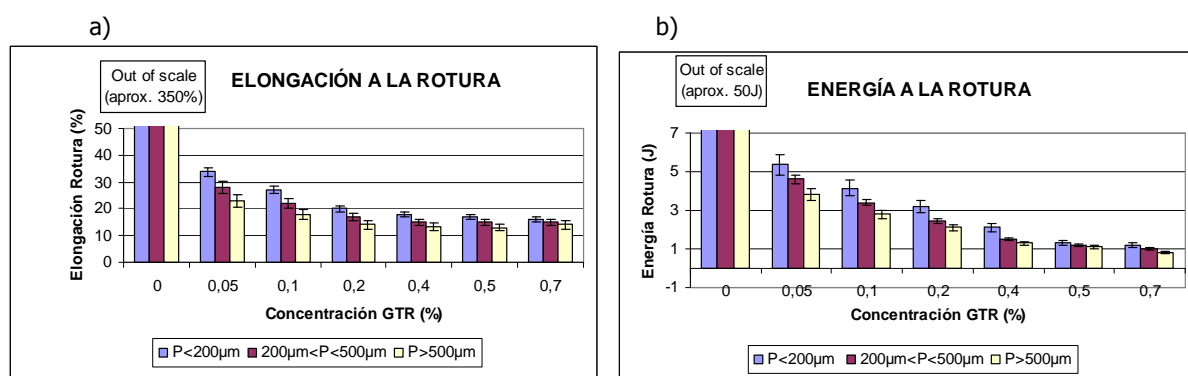 a)
Out of scale
(aprox. 350%)
ELONGACIÓN A LA ROTURA
Elongación Rotura (%)
50
40
30
20
10
0
0 0,05 0,1 0,2 0,4 0,5 0,7
Concentración GTR (%)
P<200µm 200µm<P<500µm P>500µm
b)
Out of scale
(aprox. 50J)
ENERGÍA A LA ROTURA
Energía Rotura (J)
7
5
3
1
-1
0 0,05 0,1 0,2 0,4 0,5 0,7
Concentración GTR (%)
P<200µm 200µm<P<500µm P>500µm